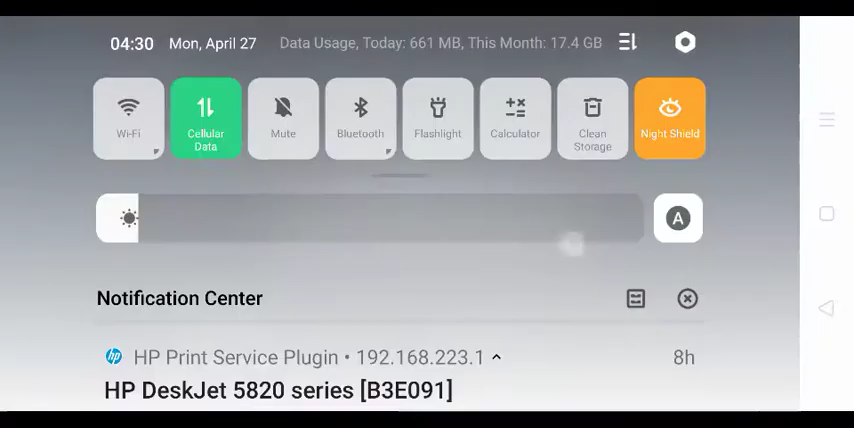 04:30 Mon, April 27 Data Usage, Today: 661 MB, This Month: 17.4 GB
Wi-Fi
Cellular Data
Mute
Bluetooth
Flashlight
Calculator
Clean Storage
Night Shield
A
Notification Center
hp HP Print Service Plugin • 192.168.223.1 8h
HP DeskJet 5820 series [B3E091]